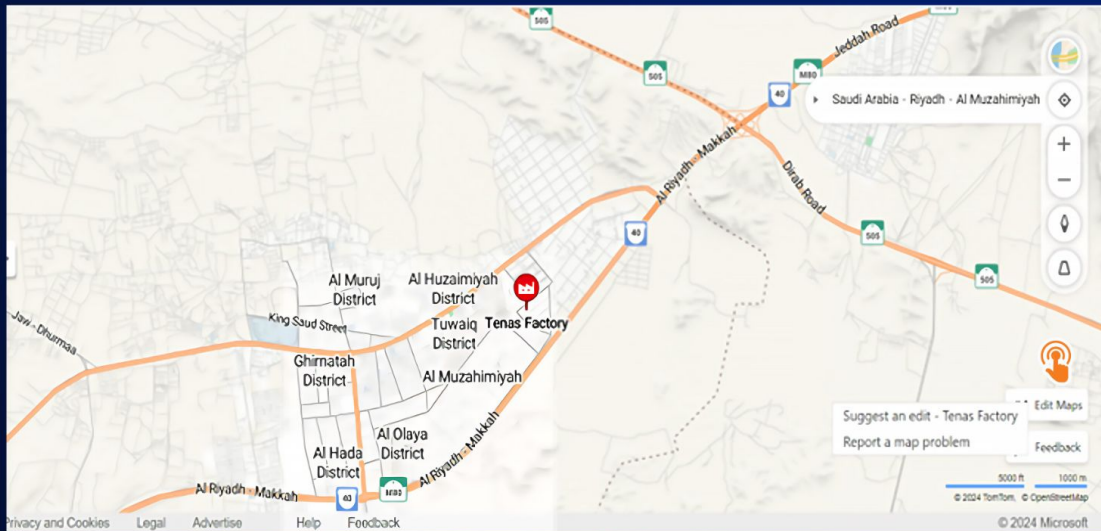 505
M80
Jeddah Road
505
M80
40
Saudi Arabia - Riyadh - Al Muzahimiyah
Al Riyadh - Makkah
Dirab Road
40
505
505
Al Muruj
District
Al Huzaimiyah
District
King Saud Street
Tuwaiq
District
Tenas Factory
Jaww - Dhurmaa
Ghirnatah
District
Al Muzahimiyah
Al Olaya
District
Al Hada
District
Al Riyadh - Makkah
Al Riyadh - Makkah
40
M80
Edit Maps
Suggest an edit - Tenas Factory
Report a map problem
Feedback
5000 ft
1000 m
© 2024 TomTom, © OpenStreetMap
Privacy and Cookies
Legal
Advertise
Help
Feedback
© 2024 Microsoft